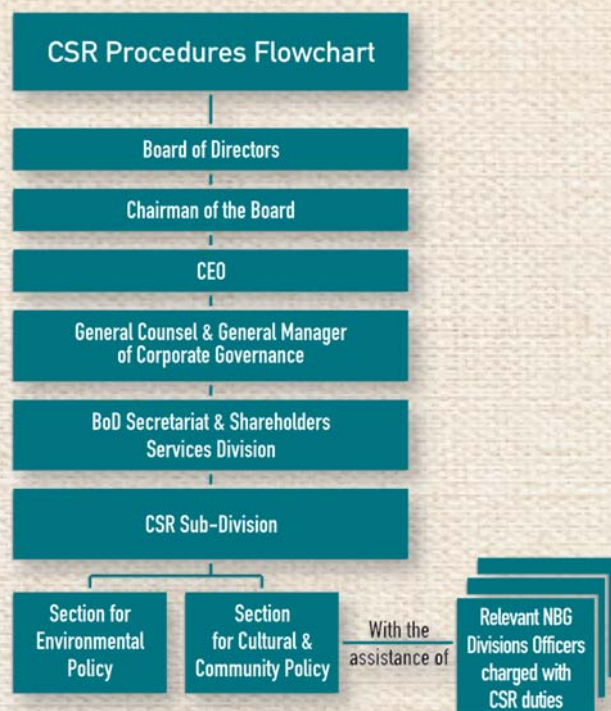 CSR Procedures Flowchart
Board of Directors
Chairman of the Board
CEO
General Counsel & General Manager
of Corporate Governance
BoD Secretariat & Shareholders
Services Division
CSR Sub-Division
Section for
Environmental
Policy
Section
for Cultural &
Community Policy
With the
assistance of
Relevant NBG
Divisions Officers
charged with
CSR duties